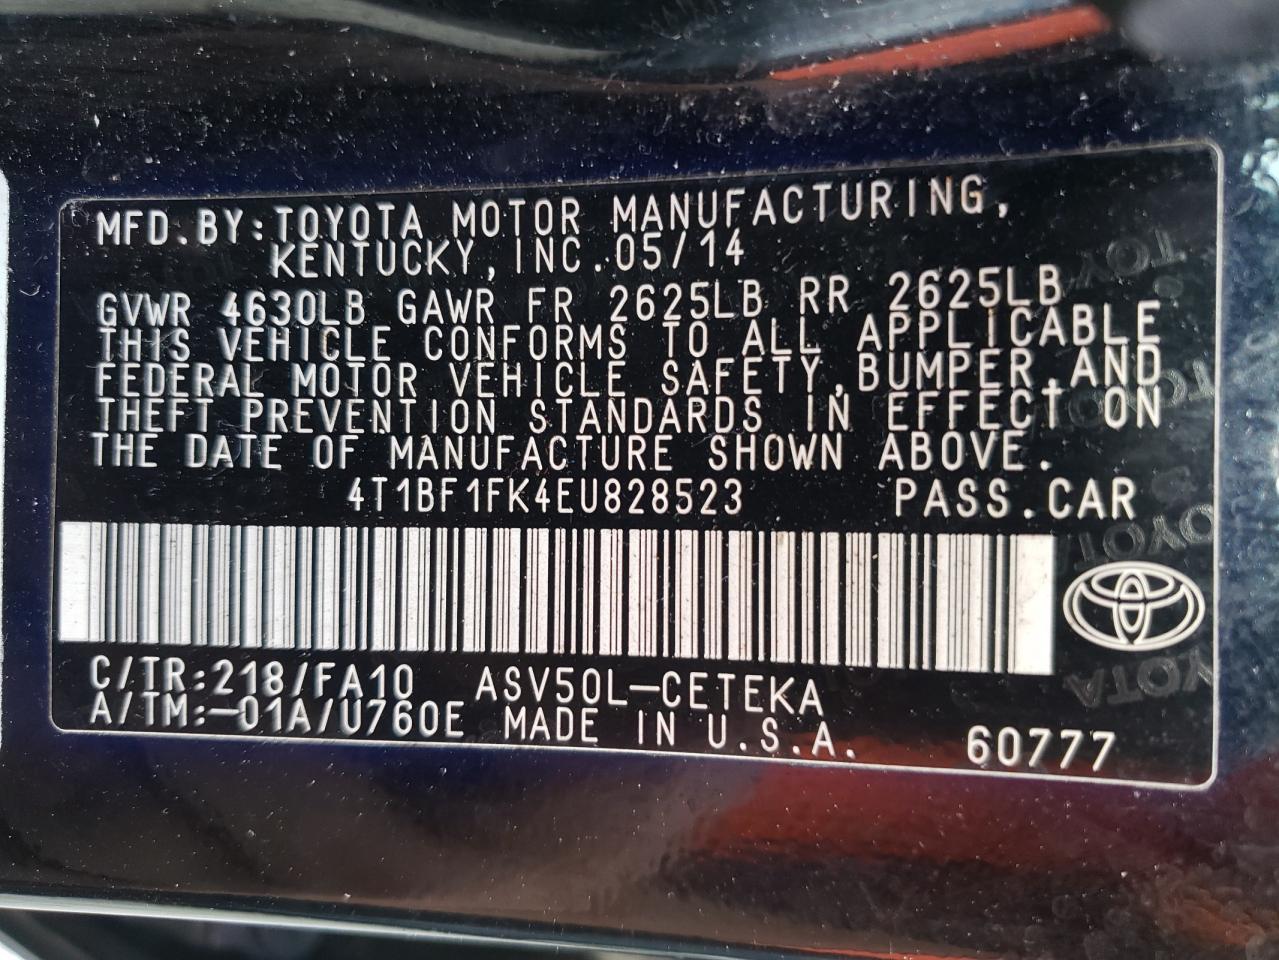 MFD.BY:TOYOTA MOTOR MANUFACTURING,
KENTUCKY,INC.05/14
GVWR 4630LB GAWR FR 2625LB RR 2625LB
THIS VEHICLE CONFORMS TO ALL APPLICABLE
FEDERAL MOTOR VEHICLE SAFETY,BUMPER,AND
THEFT PREVENTION STANDARDS IN EFFECT ON
THE DATE OF MANUFACTURE SHOWN ABOVE.
4T1BF1FK4EU828523 PASS.CAR
C/TR:218/FA10 ASV50L-CETEKA
A/TM:-01A/U760E MADE IN U.S.A. 60777